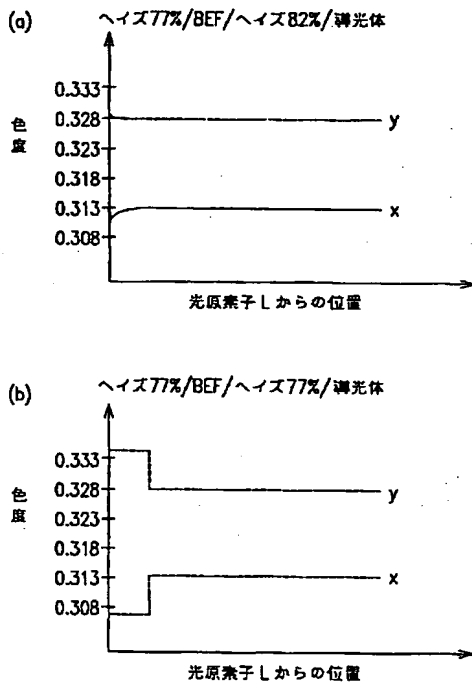 (a)
ヘイズ77%/BEF/ヘイズ82%/導光体
色度
0.333
0.328
0.323
0.318
0.313
0.308
y
x
光原素子Lからの位置
(b)
ヘイズ77%/BEF/ヘイズ77%/導光体
色度
0.333
0.328
0.323
0.318
0.313
0.308
y
x
光原素子Lからの位置